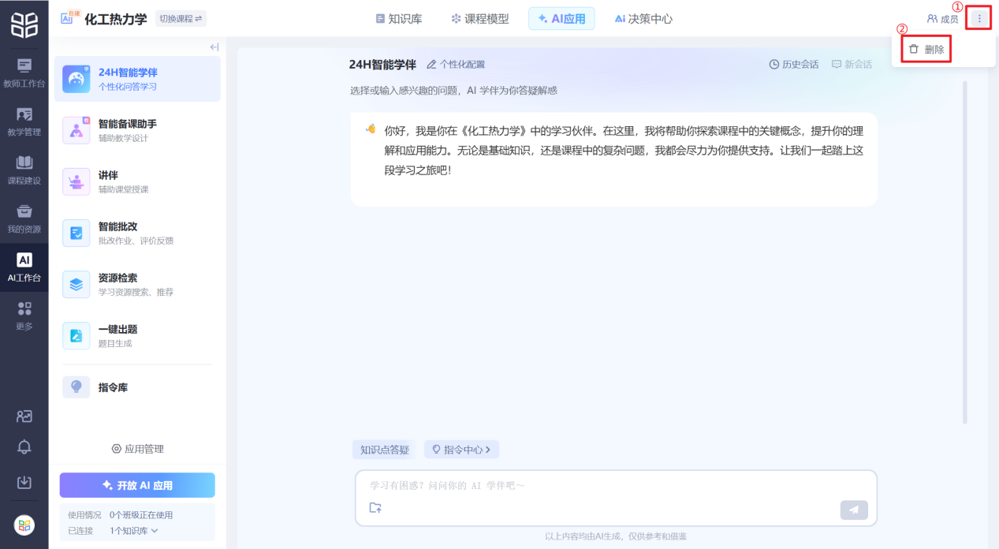 自建
Ai
化工热力学
切换课程
知识库
课程模型
AI应用
Ai 决策中心
成员
①
②
删除
教师工作台
教学管理
课程建设
我的资源
AI
AI工作台
更多
学
24H智能学伴
个性化问答学习
教
智能备课助手
辅助教学设计
讲伴
辅助课堂授课
智能批改
批改作业、评价反馈
资源检索
学习资源搜索、推荐
一键出题
题目生成
指令库
应用管理
开放 AI 应用
使用情况 0个班级正在使用
已连接 1个知识库
24H智能学伴
个性化配置
历史会话
新会话
选择或输入感兴趣的问题，AI 学伴为你答疑解惑
你好，我是你在《化工热力学》中的学习伙伴。在这里，我将帮助你探索课程中的关键概念，提升你的理
解和应用能力。无论是基础知识，还是课程中的复杂问题，我都会尽力为你提供支持。让我们一起踏上这
段学习之旅吧！
知识点答疑
指令中心
学习有困惑？问问你的 AI 学伴吧～
以上内容均由AI生成，仅供参考和借鉴